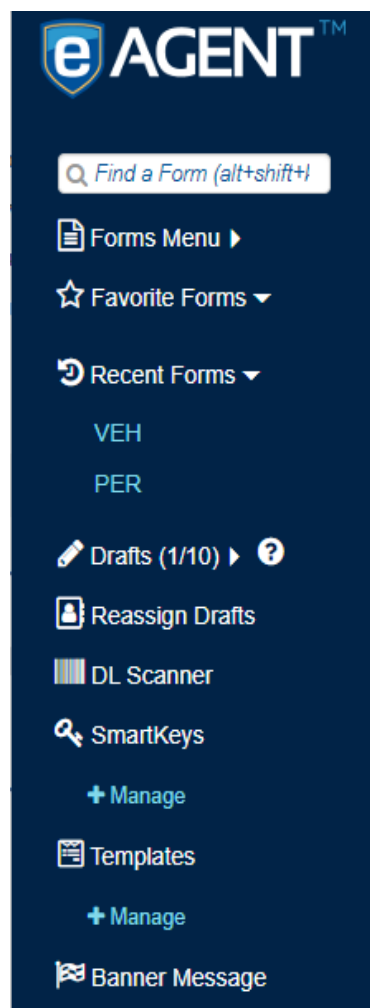 e AGENT™
Find a Form (alt+shift+
Forms Menu
Favorite Forms
Recent Forms
VEH
PER
Drafts (1/10) ?
Reassign Drafts
DL Scanner
SmartKeys
+ Manage
Templates
+ Manage
Banner Message